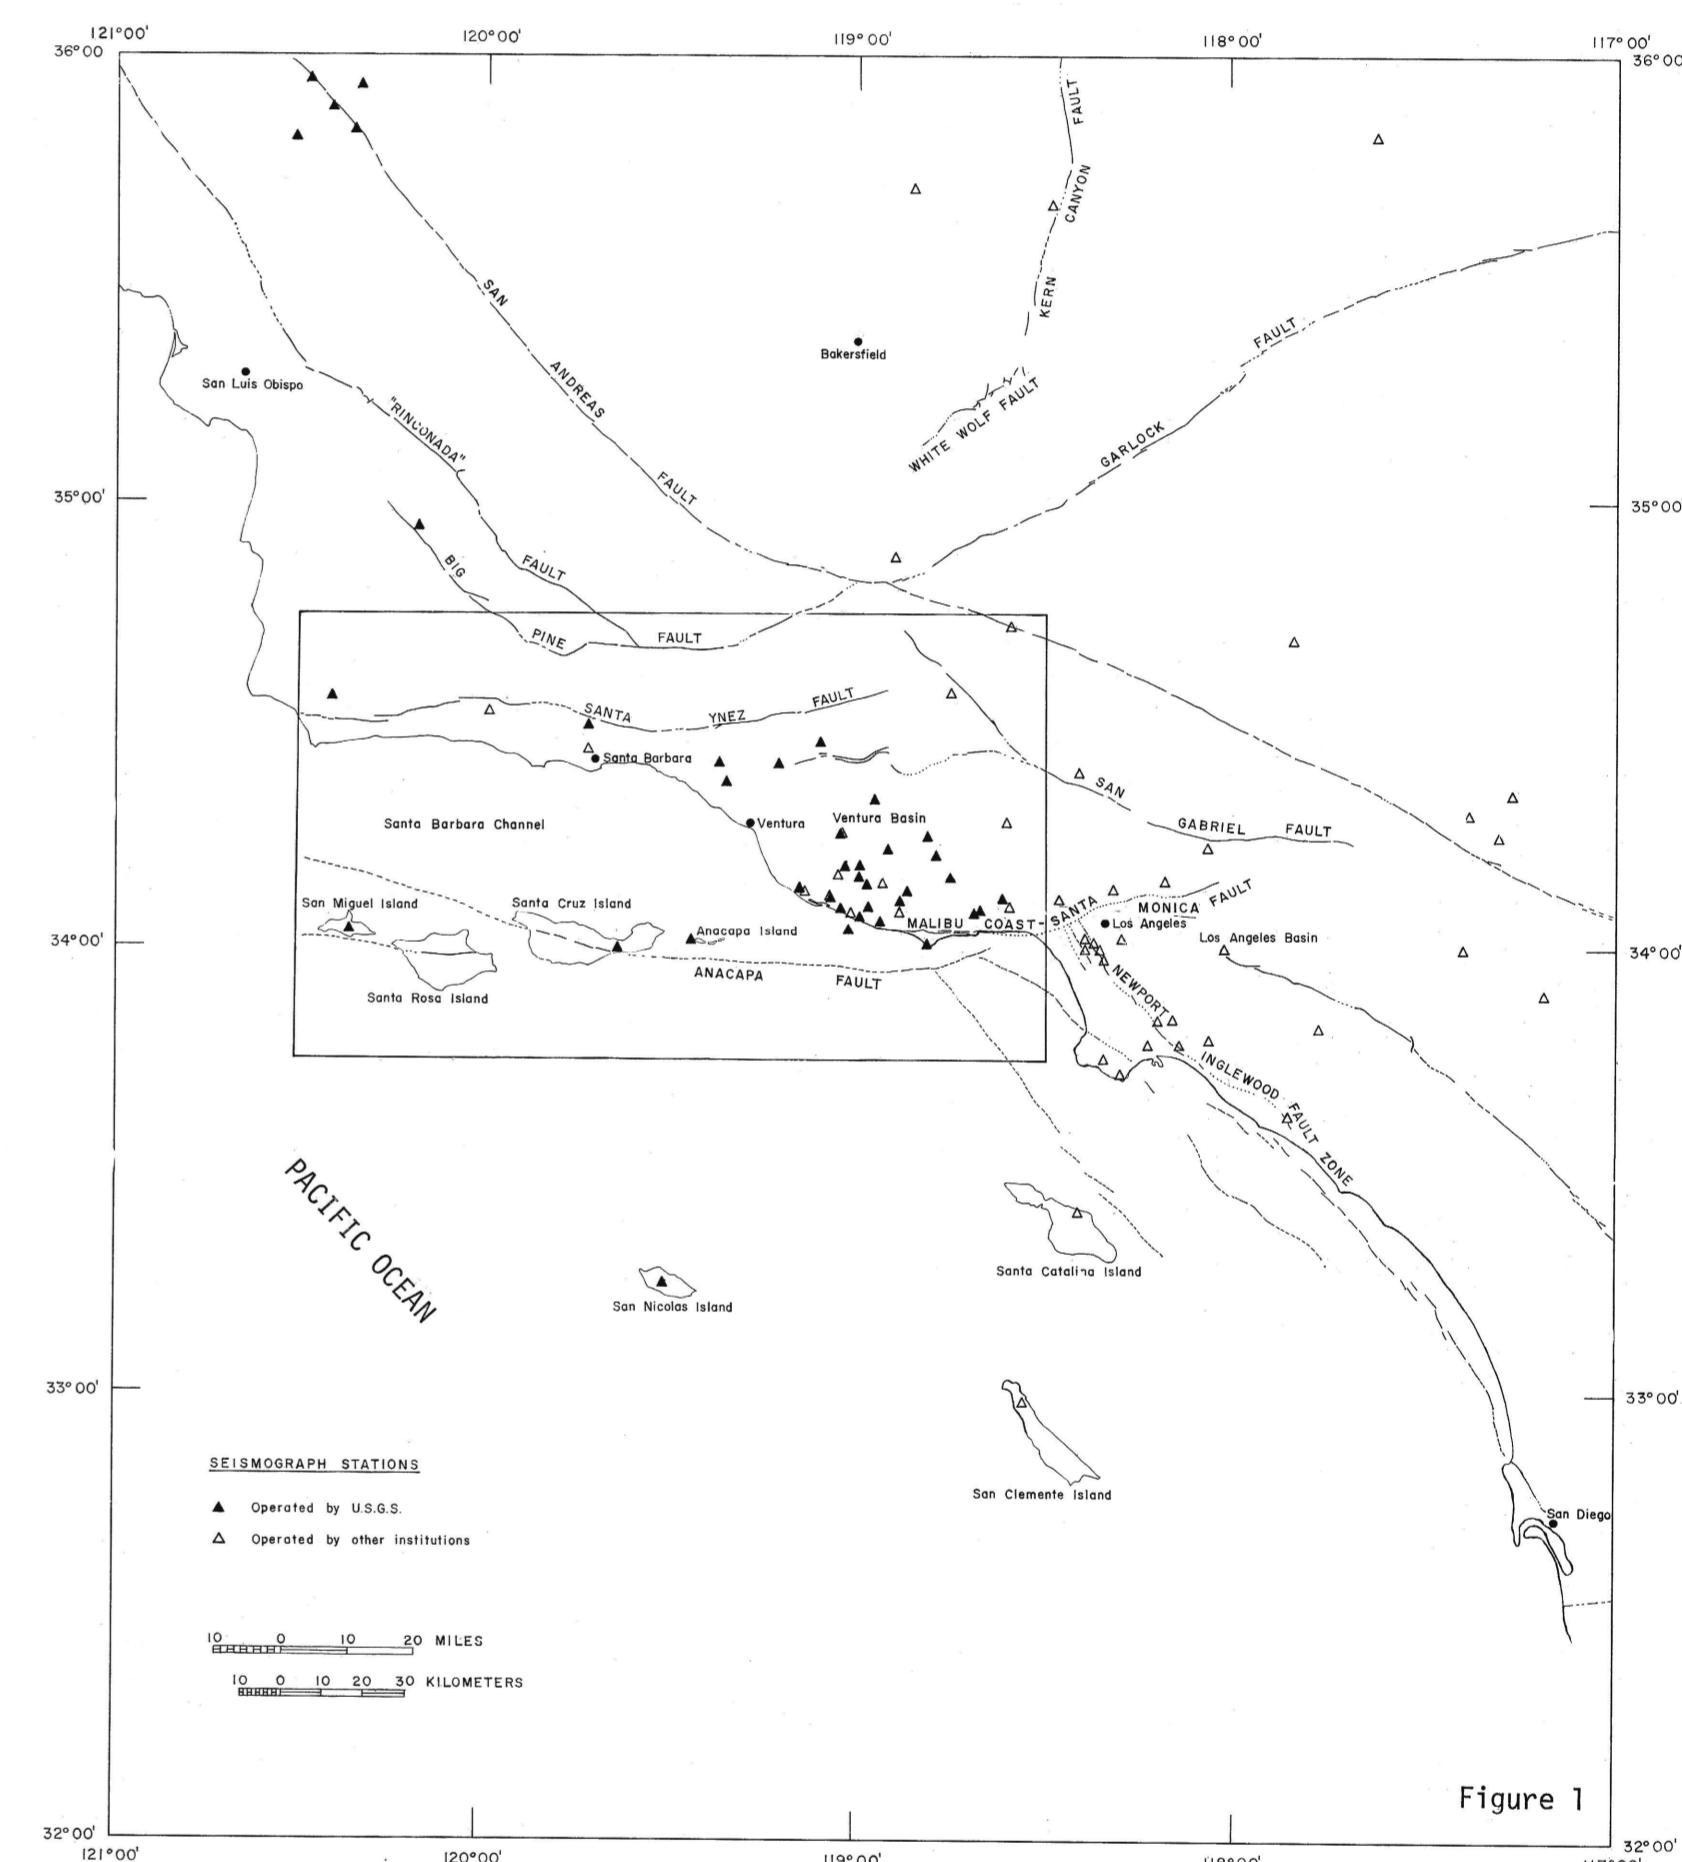 121°00'
120°00'
119°00'
118°00'
117°00'
36°00
36°00
FAULT
CANYON
KERN
SAN
ANDREAS
FAULT
Bakersfield
FAULT
San Luis Obispo
"RINCONADA"
WHITE WOLF FAULT
GARLOCK
35°00'
35°00'
BIG
FAULT
PINE
FAULT
SANTA
YNEZ
FAULT
Santa Barbara
SAN
GABRIEL
FAULT
Santa Barbara Channel
Ventura
Ventura Basin
San Miguel Island
Santa Cruz Island
Anacapa Island
MALIBU COAST-SANTA
MONICA
FAULT
Los Angeles
34°00'
Los Angeles Basin
34°00'
Santa Rosa Island
ANACAPA
FAULT
NEWPORT
INGLEWOOD
FAULT
ZONE
PACIFIC OCEAN
Santa Catalina Island
San Nicolas Island
33°00'
33°00'
SEISMOGRAPH STATIONS
San Clemente Island
Operated by U.S.G.S.
San Diego
Operated by other institutions
10 0 10 20 MILES
10 0 10 20 30 KILOMETERS
Figure 1
32°00'
32°00'
121°00'
120°00'
119°00'